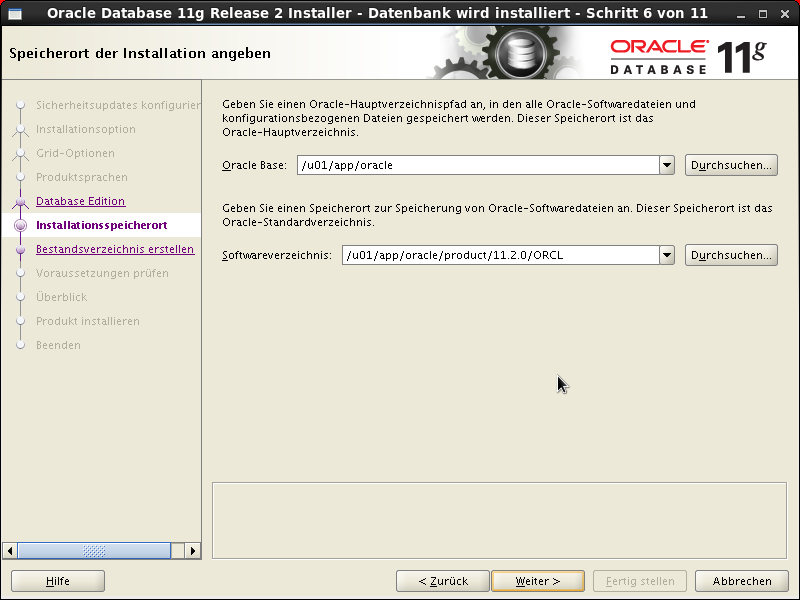 Oracle Database 11g Release 2 Installer - Datenbank wird installiert - Schritt 6 von 11
Speicherort der Installation angeben
ORACLE
DATABASE
11g
Sicherheitsupdates konfigurier
Installationsoption
Grid-Optionen
Produktsprachen
Database Edition
Installationsspeicherort
Bestandsverzeichnis erstellen
Voraussetzungen prüfen
Überblick
Produkt installieren
Beenden
Geben Sie einen Oracle-Hauptverzeichnispfad an, in den alle Oracle-Softwaredateien und
konfigurationsbezogenen Dateien gespeichert werden. Dieser Speicherort ist das
Oracle-Hauptverzeichnis.
Oracle Base: /u01/app/oracle Durchsuchen...
Geben Sie einen Speicherort zur Speicherung von Oracle-Softwaredateien an. Dieser Speicherort ist das
Oracle-Standardverzeichnis.
Softwareverzeichnis: /u01/app/oracle/product/11.2.0/ORCL Durchsuchen...
Hilfe < Zurück Weiter > Fertig stellen Abbrechen